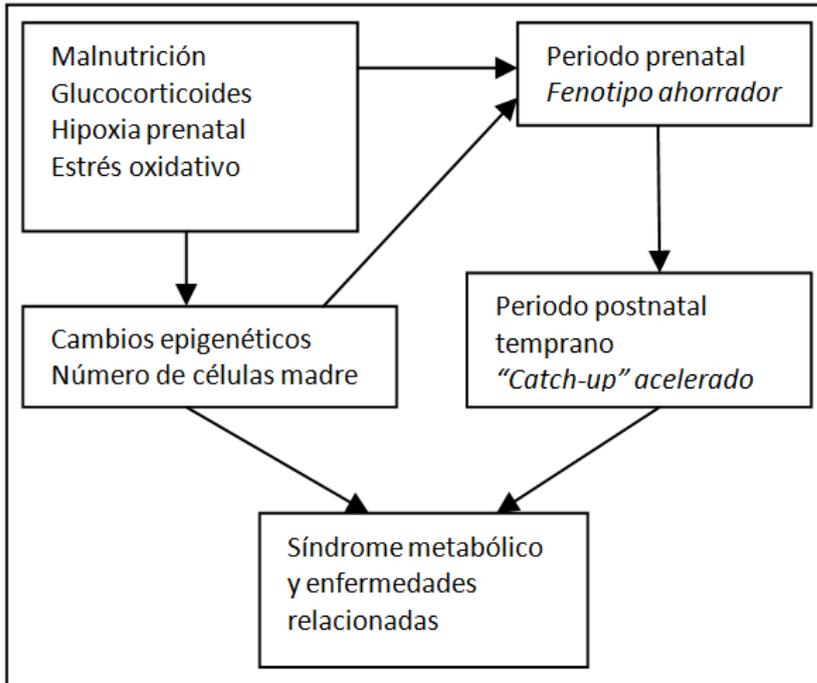 Malnutrición
Glucocorticoides
Hipoxia prenatal
Estrés oxidativo
Periodo prenatal
Fenotipo ahorrador
Cambios epigenéticos
Número de células madre
Periodo postnatal
temprano
“Catch-up” acelerado
Síndrome metabólico
y enfermedades
relacionadas